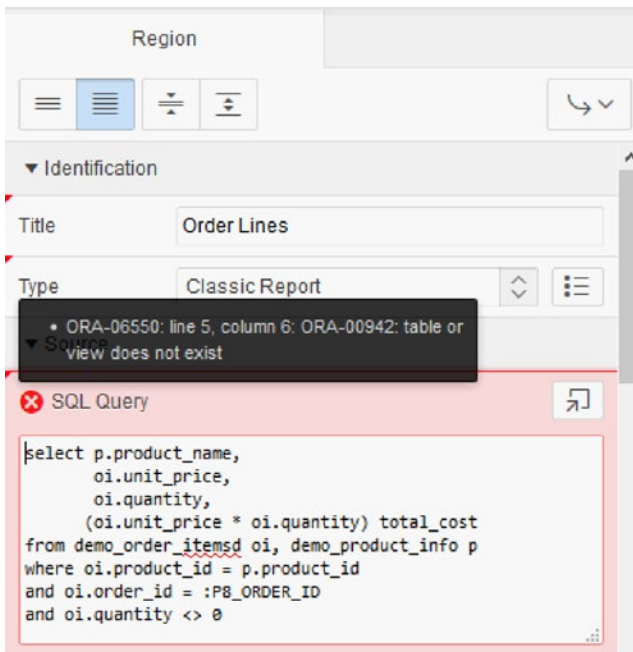 Region
Identification
Title Order Lines
Type Classic Report
• ORA-06550: line 5, column 6: ORA-00942: table or
view does not exist
Source
SQL Query
select p.product_name,
oi.unit_price,
oi.quantity,
(oi.unit_price * oi.quantity) total_cost
from demo_order_itemsd oi, demo_product_info p
where oi.product_id = p.product_id
and oi.order_id = :P8_ORDER_ID
and oi.quantity <> 0